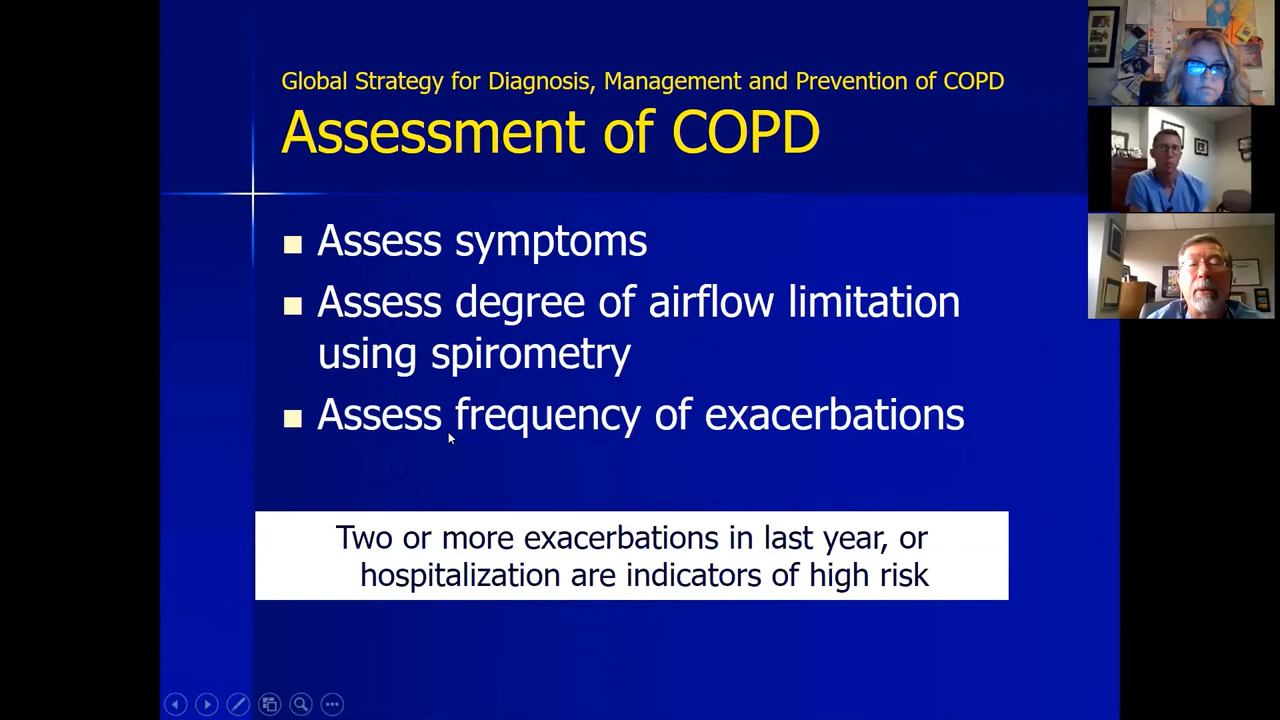 Global Strategy for Diagnosis, Management and Prevention of COPD
Assessment of COPD
Assess symptoms
Assess degree of airflow limitation
using spirometry
Assess frequency of exacerbations
Two or more exacerbations in last year, or
hospitalization are indicators of high risk